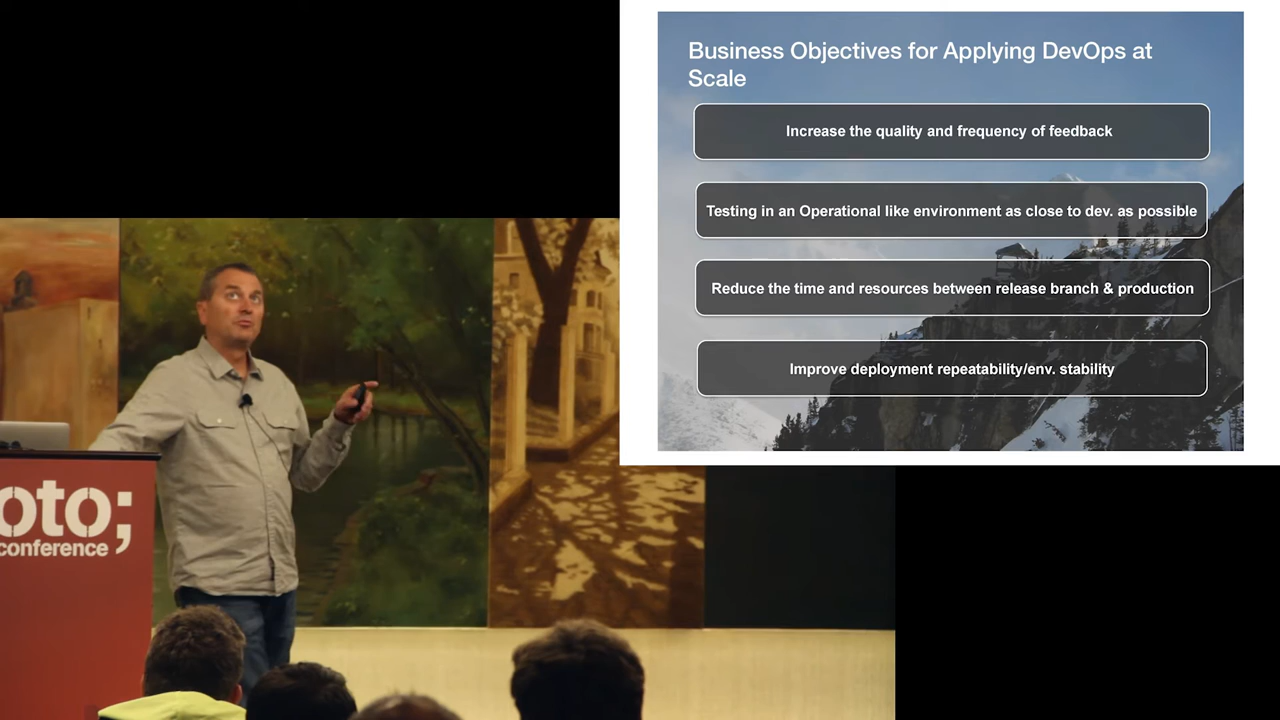 Business Objectives for Applying DevOps at
Scale
Increase the quality and frequency of feedback
Testing in an Operational like environment as close to dev. as possible
Reduce the time and resources between release branch & production
Improve deployment repeatability/env. stability
oto;
conference